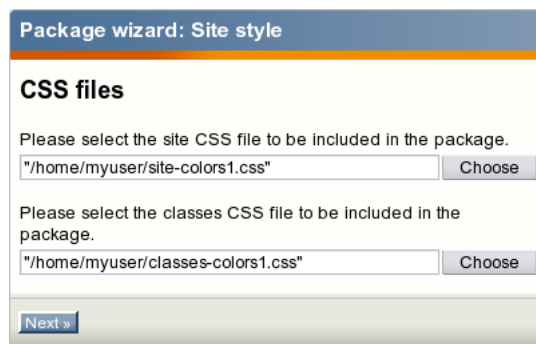 Package wizard: Site style
CSS files
Please select the site CSS file to be included in the package.
"/home/myuser/site-colors1.css" Choose
Please select the classes CSS file to be included in the
package.
"/home/myuser/classes-colors1.css" Choose
Next »